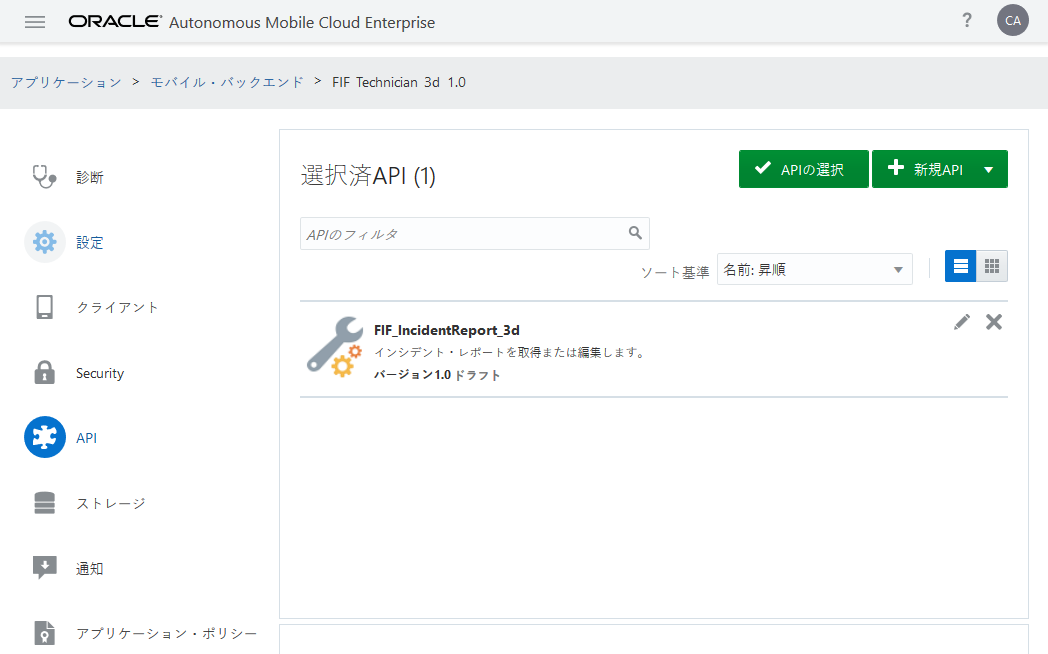 ORACLE Autonomous Mobile Cloud Enterprise ? CA
アプリケーション > モバイル・バックエンド > FIF Technician 3d 1.0
診断
設定
クライアント
Security
API
ストレージ
通知
アプリケーション・ポリシー
選択済API (1)
APIの選択
新規API
APIのフィルタ
ソート基準 名前: 昇順
FIF_IncidentReport_3d
インシデント・レポートを取得または編集します。
バージョン1.0 ドラフト